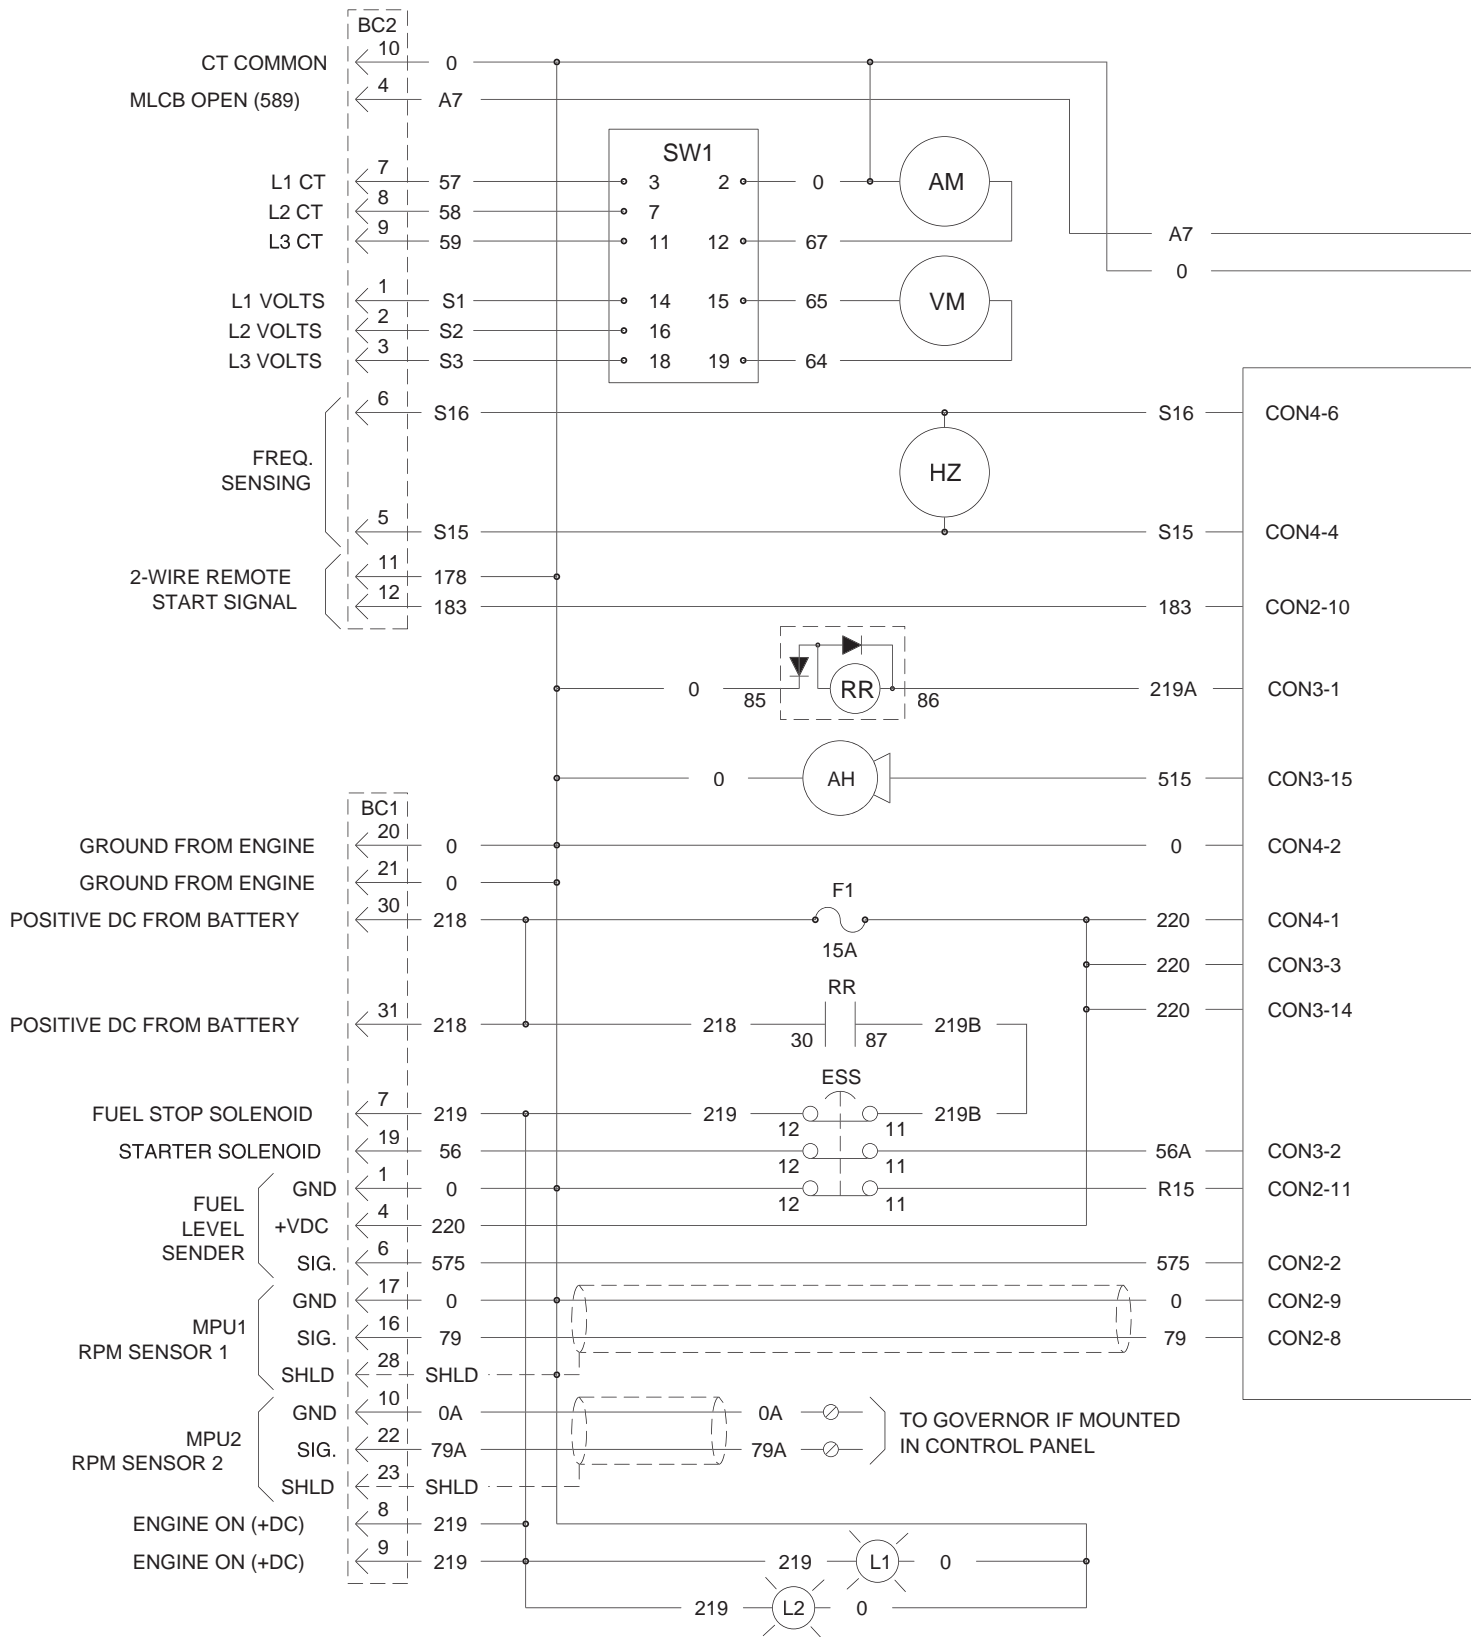 BC2
CT COMMON 10 0
MLCB OPEN (589) 4 A7
SW1
L1 CT 7 57 3 2 0 AM
L2 CT 8 58 7
L3 CT 9 59 11 12 67
A7
0
L1 VOLTS 1 S1 14 15 65 VM
L2 VOLTS 2 S2 16
L3 VOLTS 3 S3 18 19 64
6 S16 S16 CON4-6
FREQ.
SENSING
HZ
5 S15 S15 CON4-4
2-WIRE REMOTE
START SIGNAL
11 178
12 183 183 CON2-10
0 85 RR 86 219A CON3-1
0 AH 515 CON3-15
BC1
GROUND FROM ENGINE 20 0 0 CON4-2
GROUND FROM ENGINE 21 0
F1
POSITIVE DC FROM BATTERY 30 218 220 CON4-1
15A
220 CON3-3
RR
220 CON3-14
POSITIVE DC FROM BATTERY 31 218 218 30 87 219B
ESS
FUEL STOP SOLENOID 7 219 219 12 11 219B
STARTER SOLENOID 19 56 12 11 56A CON3-2
FUEL
LEVEL
SENDER
GND 1 0 12 11 R15 CON2-11
+VDC 4 220
SIG. 6 575 575 CON2-2
MPU1
RPM SENSOR 1
GND 17 0 0 CON2-9
SIG. 16 79 79 CON2-8
SHLD 28 SHLD
MPU2
RPM SENSOR 2
GND 10 0A 0A
SIG. 22 79A 79A
TO GOVERNOR IF MOUNTED
IN CONTROL PANEL
SHLD 23 SHLD
ENGINE ON (+DC) 8 219
ENGINE ON (+DC) 9 219 219 L1 0
219 L2 0